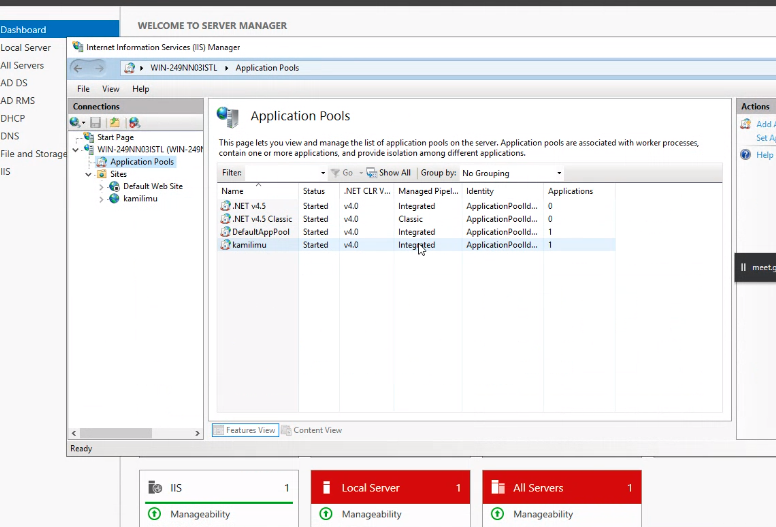 WELCOME TO SERVER MANAGER
Dashboard
Local Server
All Servers
AD DS
AD RMS
DHCP
DNS
File and Storage
IIS
Internet Information Services (IIS) Manager
WIN-249NN03ISTL Application Pools
File View Help
Connections
Start Page
WIN-249NN03ISTL (WIN-249N
Application Pools
Sites
Default Web Site
kamilimu
Application Pools
This page lets you view and manage the list of application pools on the server. Application pools are associated with worker processes,
contain one or more applications, and provide isolation among different applications.
Filter: Go Show All Group by: No Grouping
Name Status .NET CLR V... Managed Pipel... Identity Applications
.NET v4.5 Started v4.0 Integrated ApplicationPoolId... 0
.NET v4.5 Classic Started v4.0 Classic ApplicationPoolId... 0
DefaultAppPool Started v4.0 Integrated ApplicationPoolId... 1
kamilimu Started v4.0 Integrated ApplicationPoolId... 1
Features View Content View
Ready
Actions
Add A
Set Ap
Help
meet.g
IIS 1
Manageability
Local Server 1
Manageability
All Servers 1
Manageability